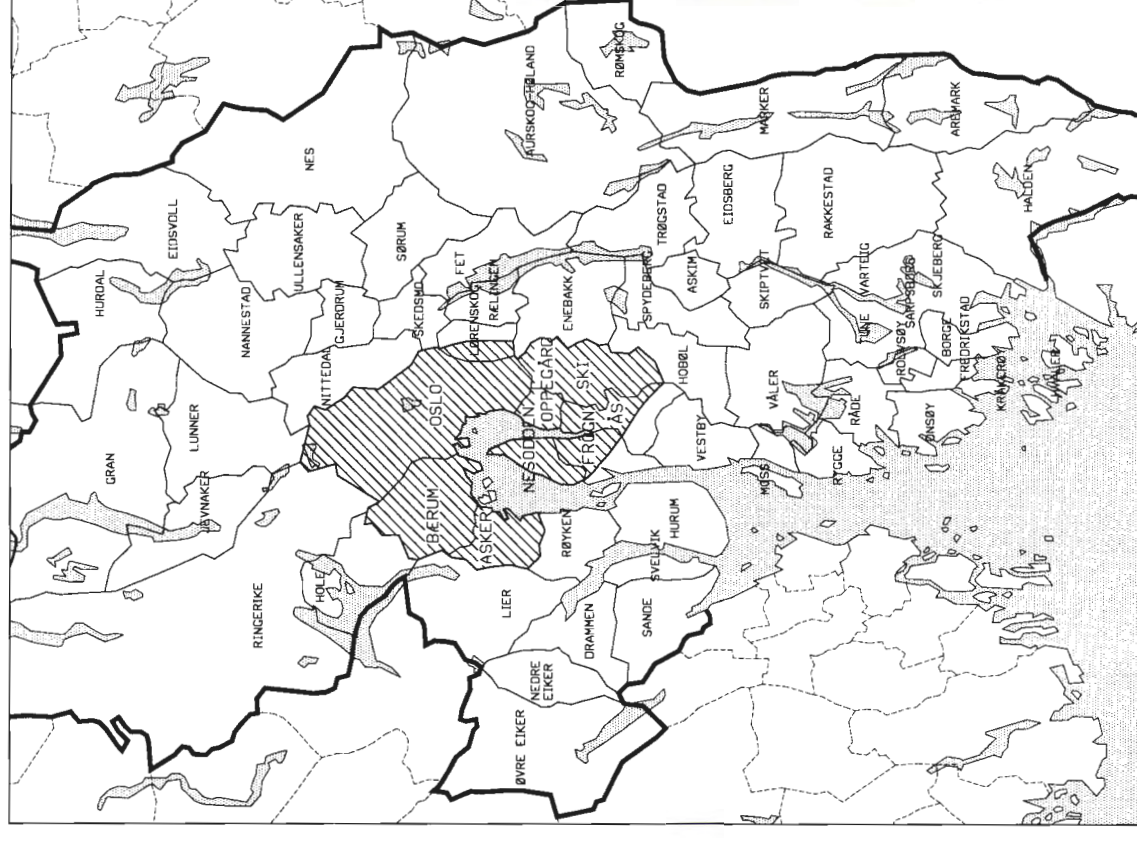 HURDAL
EIDSVOLL
NES
GRAN
LUNNER
JEVNAKER
NANNESTAD
ULLENSAKER
GJERDRUM
NITTEDAL
SØRUM
SKEDSMO
FET
LØRENSKOG
RÆLINGEN
AURSKOG-HØLAND
RØMSKOG
RINGERIKE
HOLE
BÆRUM
OSLO
ASKER
NESODDEN
OPPEGÅRD
SKI
FROGN
ÅS
ENEBAKK
LIER
RØYKEN
HURUM
SVELVIK
DRAMMEN
SANDE
NEDRE
EIKER
ØVRE EIKER
SPYDEBERG
TRØGSTAD
ASKIM
EIDSBERG
SKIPTVET
MARKER
HOBØL
VESTBY
VÅLER
MOSS
RYGGE
RÅDE
RAKKESTAD
VARTEIG
TUNE
SARPSBORG
SKJEBERG
ROLVSØY
BORGE
FREDRIKSTAD
ONSØY
KRÅKERØY
HVALER
AREMARK
HALDEN